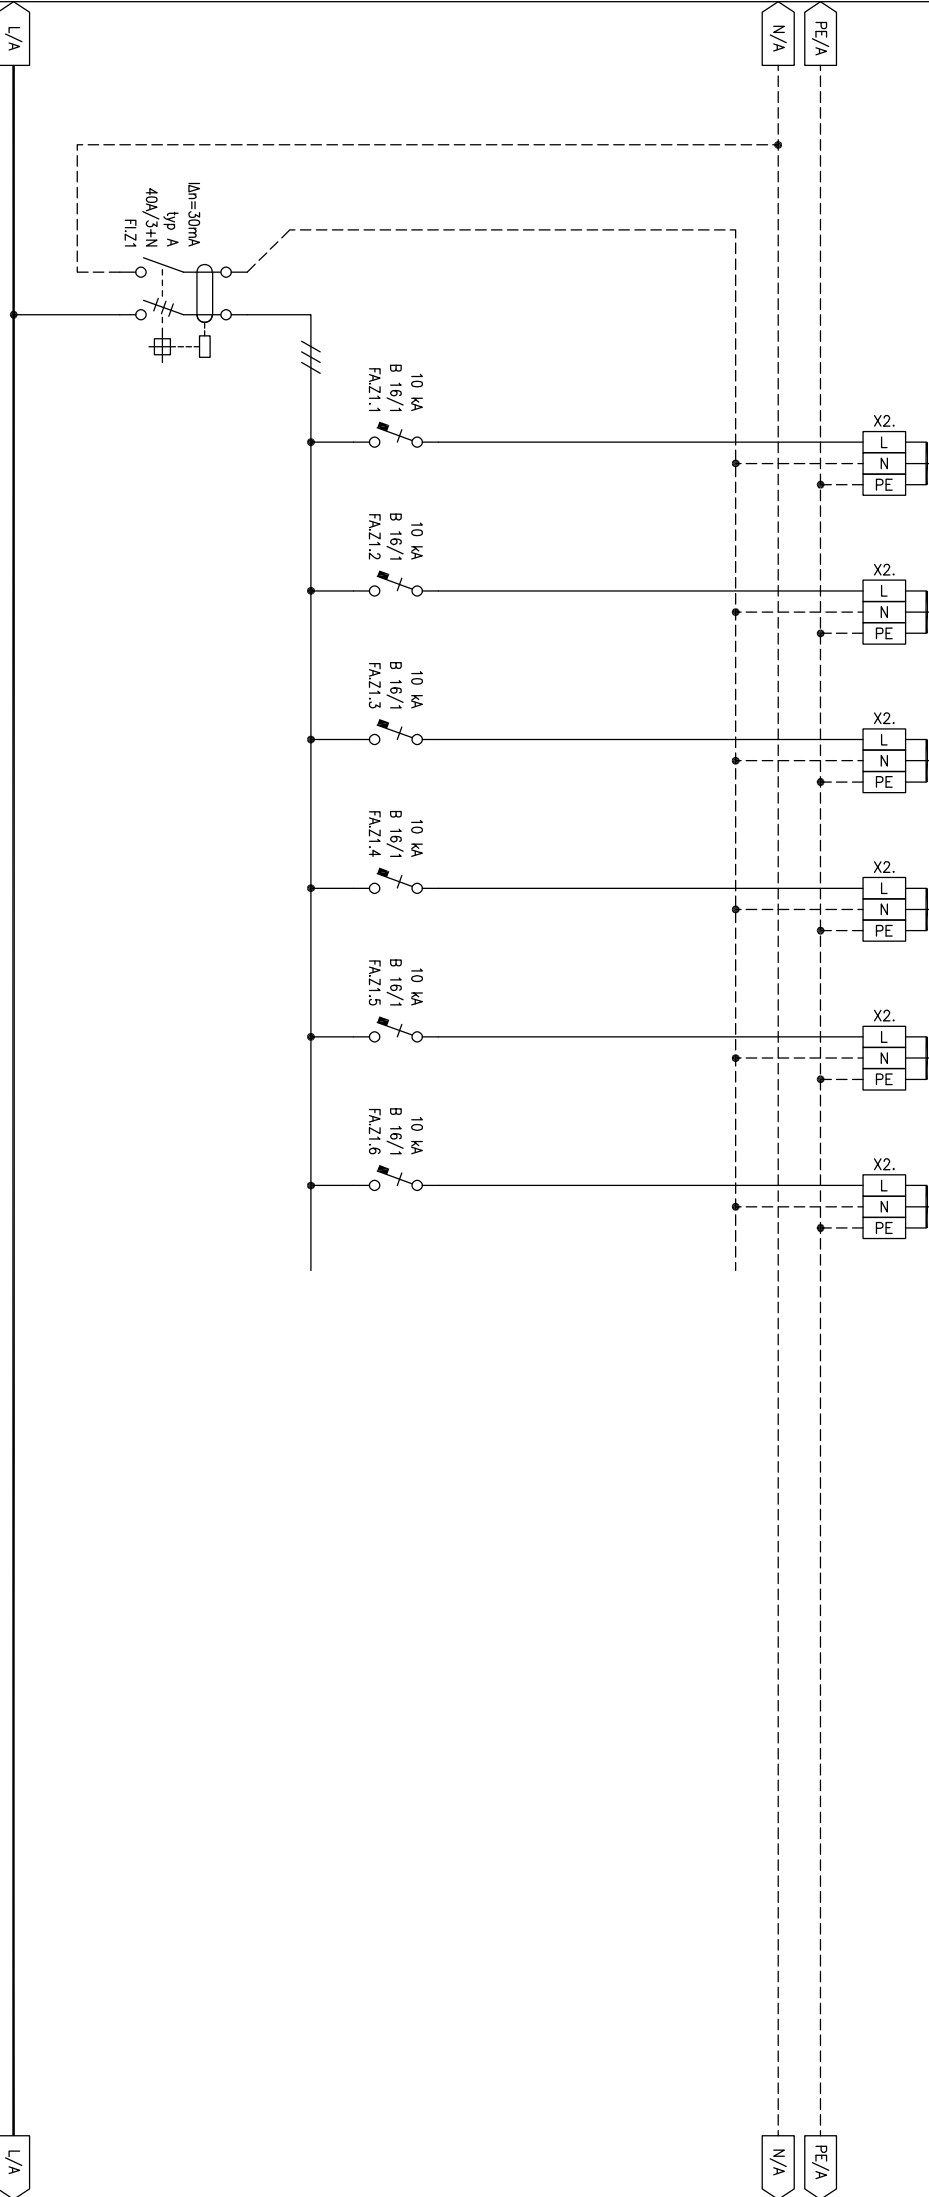 L/A
N/A
PE/A
IΔn=30mA
typ A
40A/3+N
FI.Z1
10 kA
B 16/1
FA.Z1.1
X2.
L
N
PE
10 kA
B 16/1
FA.Z1.2
X2.
L
N
PE
10 kA
B 16/1
FA.Z1.3
X2.
L
N
PE
10 kA
B 16/1
FA.Z1.4
X2.
L
N
PE
10 kA
B 16/1
FA.Z1.5
X2.
L
N
PE
10 kA
B 16/1
FA.Z1.6
X2.
L
N
PE
L/A
N/A
PE/A